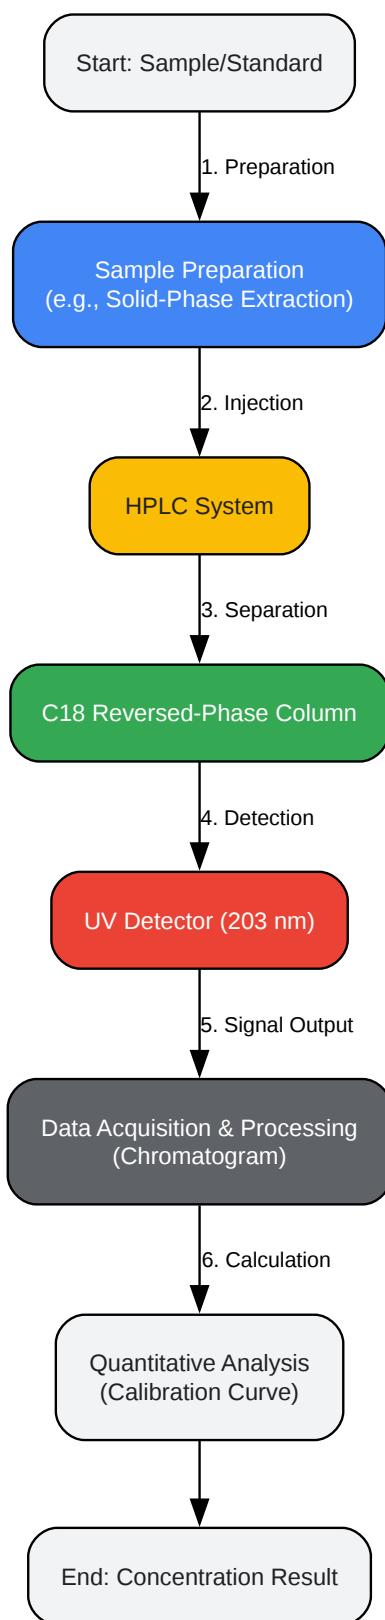 Start: Sample/Standard
1. Preparation
Sample Preparation
(e.g., Solid-Phase Extraction)
2. Injection
HPLC System
3. Separation
C18 Reversed-Phase Column
4. Detection
UV Detector (203 nm)
5. Signal Output
Data Acquisition & Processing
(Chromatogram)
6. Calculation
Quantitative Analysis
(Calibration Curve)
End: Concentration Result